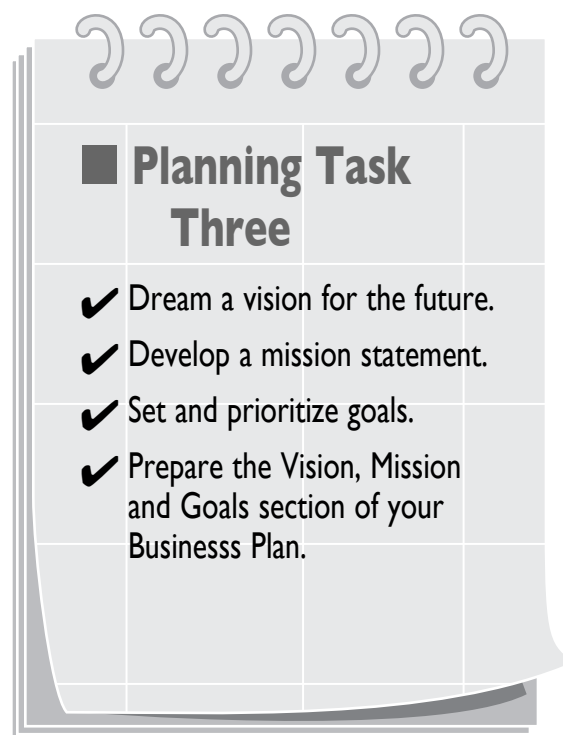 ■ Planning Task
Three
✔ Dream a vision for the future.
✔ Develop a mission statement.
✔ Set and prioritize goals.
✔ Prepare the Vision, Mission
and Goals section of your
Businesss Plan.